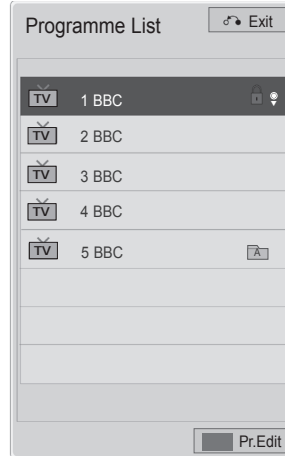 Programme List
Exit
TV 1 BBC
TV 2 BBC
TV 3 BBC
TV 4 BBC
TV 5 BBC A
Pr.Edit